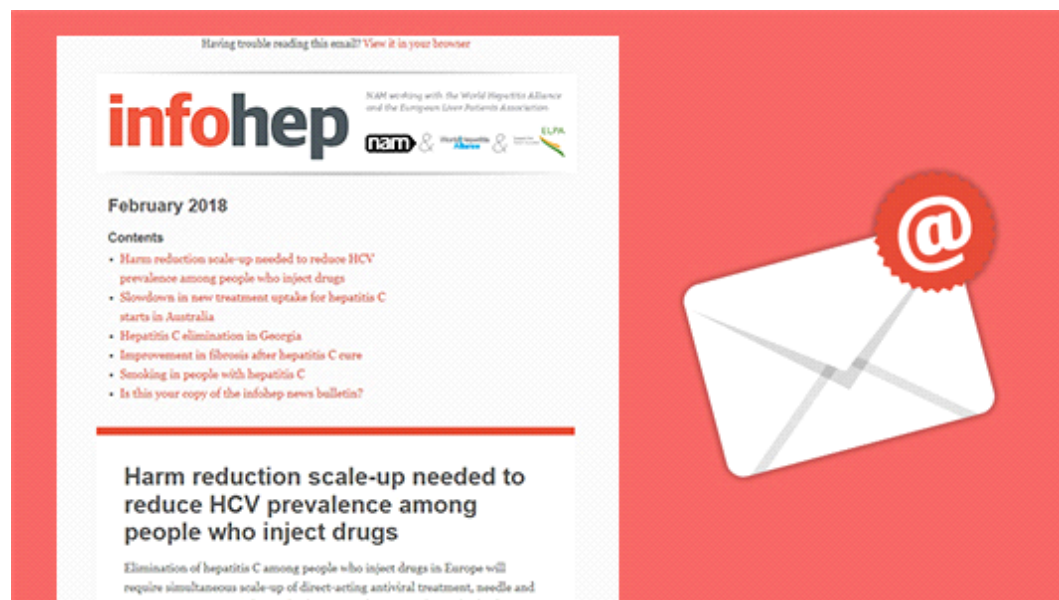 Having trouble reading this email? View it in your browser
infohep
NAM working with the World Hepatitis Alliance
and the European Liver Patients Association
nam & World Hepatitis Alliance & ELPA
February 2018
Contents
• Harm reduction scale-up needed to reduce HCV
prevalence among people who inject drugs
• Slowdown in new treatment uptake for hepatitis C
starts in Australia
• Hepatitis C elimination in Georgia
• Improvement in fibrosis after hepatitis C cure
• Smoking in people with hepatitis C
• Is this your copy of the infohep news bulletin?
Harm reduction scale-up needed to
reduce HCV prevalence among
people who inject drugs
Elimination of hepatitis C among people who inject drugs in Europe will
require simultaneous scale-up of direct-acting antiviral treatment, needle and
@